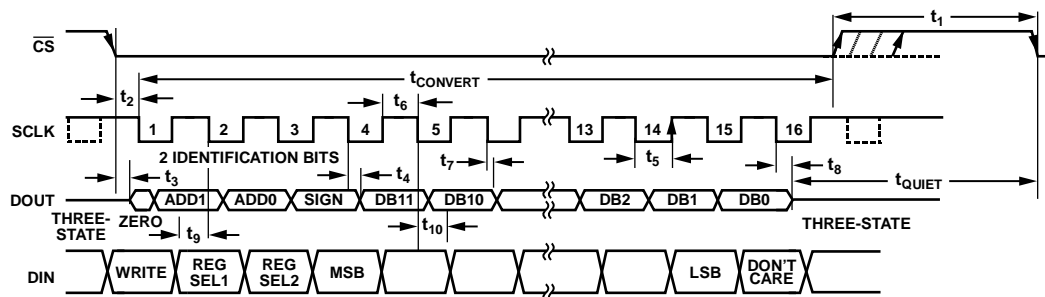 t1
CS
tCONVERT
t2
t6
SCLK
1 2 3 4 5 13 14 15 16
2 IDENTIFICATION BITS
t3
t4
t7
t5
t8
tQUIET
DOUT
ZERO ADD1 ADD0 SIGN DB11 DB10 DB2 DB1 DB0
THREE-
STATE
THREE-STATE
t9
t10
DIN
WRITE
REG
SEL1
REG
SEL2
MSB
LSB
DON'T
CARE